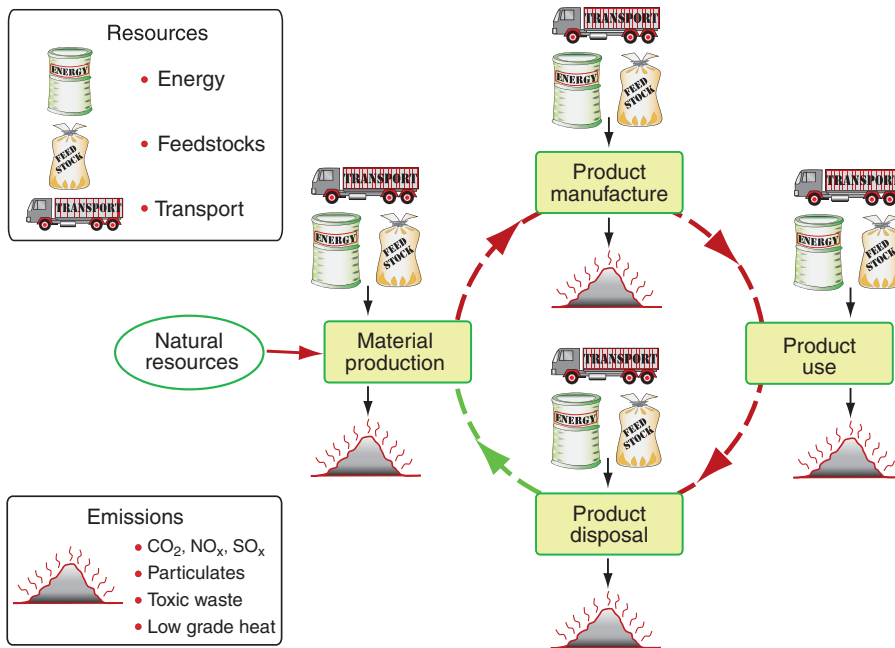 Resources
ENERGY
• Energy
FEED
STOCK
• Feedstocks
TRANSPORT
• Transport
TRANSPORT
ENERGY
FEED
STOCK
Product
manufacture
TRANSPORT
ENERGY
FEED
STOCK
TRANSPORT
ENERGY
FEED
STOCK
Natural
resources
Material
production
Product
use
TRANSPORT
ENERGY
FEED
STOCK
Product
disposal
Emissions
• CO₂, NOₓ, SOₓ
• Particulates
• Toxic waste
• Low grade heat